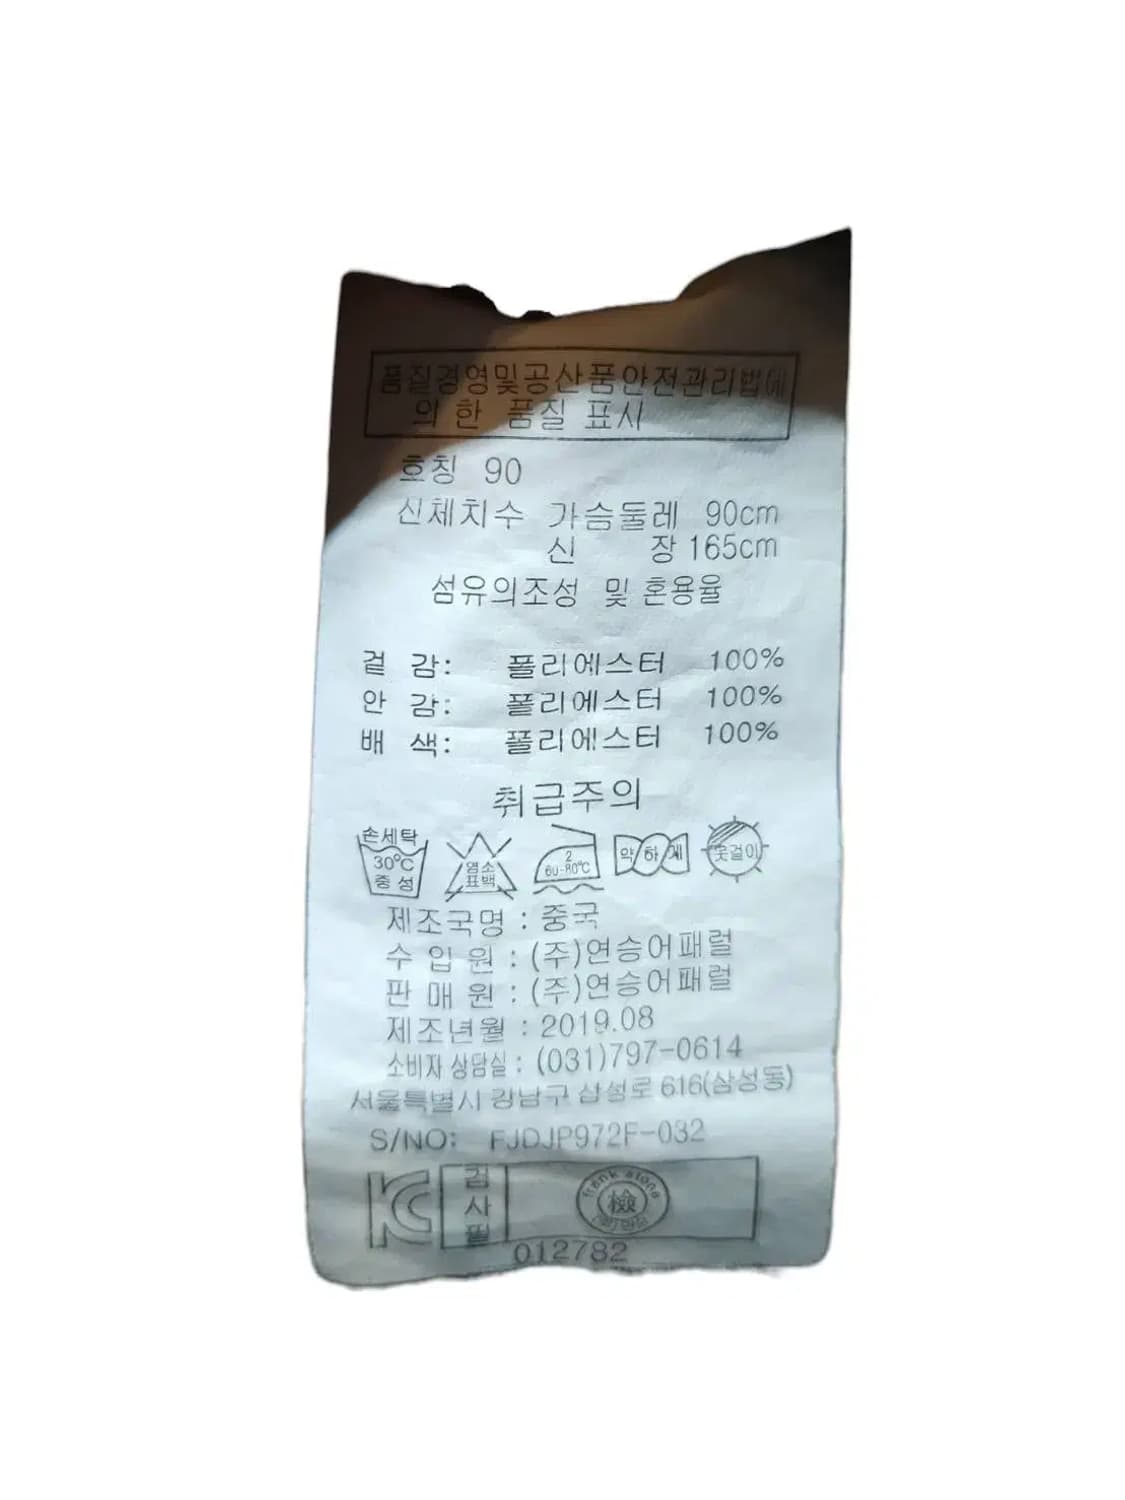 품질경영및공산품안전관리법에
의 한 품질 표시
호칭 90
신체치수 가슴둘레 90cm
신 장 165cm
섬유의조성 및 혼용율
겉 감: 폴리에스터 100%
안 감: 폴리에스터 100%
배 색: 폴리에스터 100%
취급주의
손세탁
30°C
중 성
염소
표백
2
60-80°C
약 하 게
옷걸이
제조국명 : 중국
수 입 원 : (주)연승어패럴
판 매 원 : (주)연승어패럴
제조년월 : 2019.08
소비자 상담실 : (031)797-0614
서울특별시 강남구 삼성로 616(삼성동)
S/NO: FJDJP972F-032
KC
검
사
필
frank stone
檢
012782